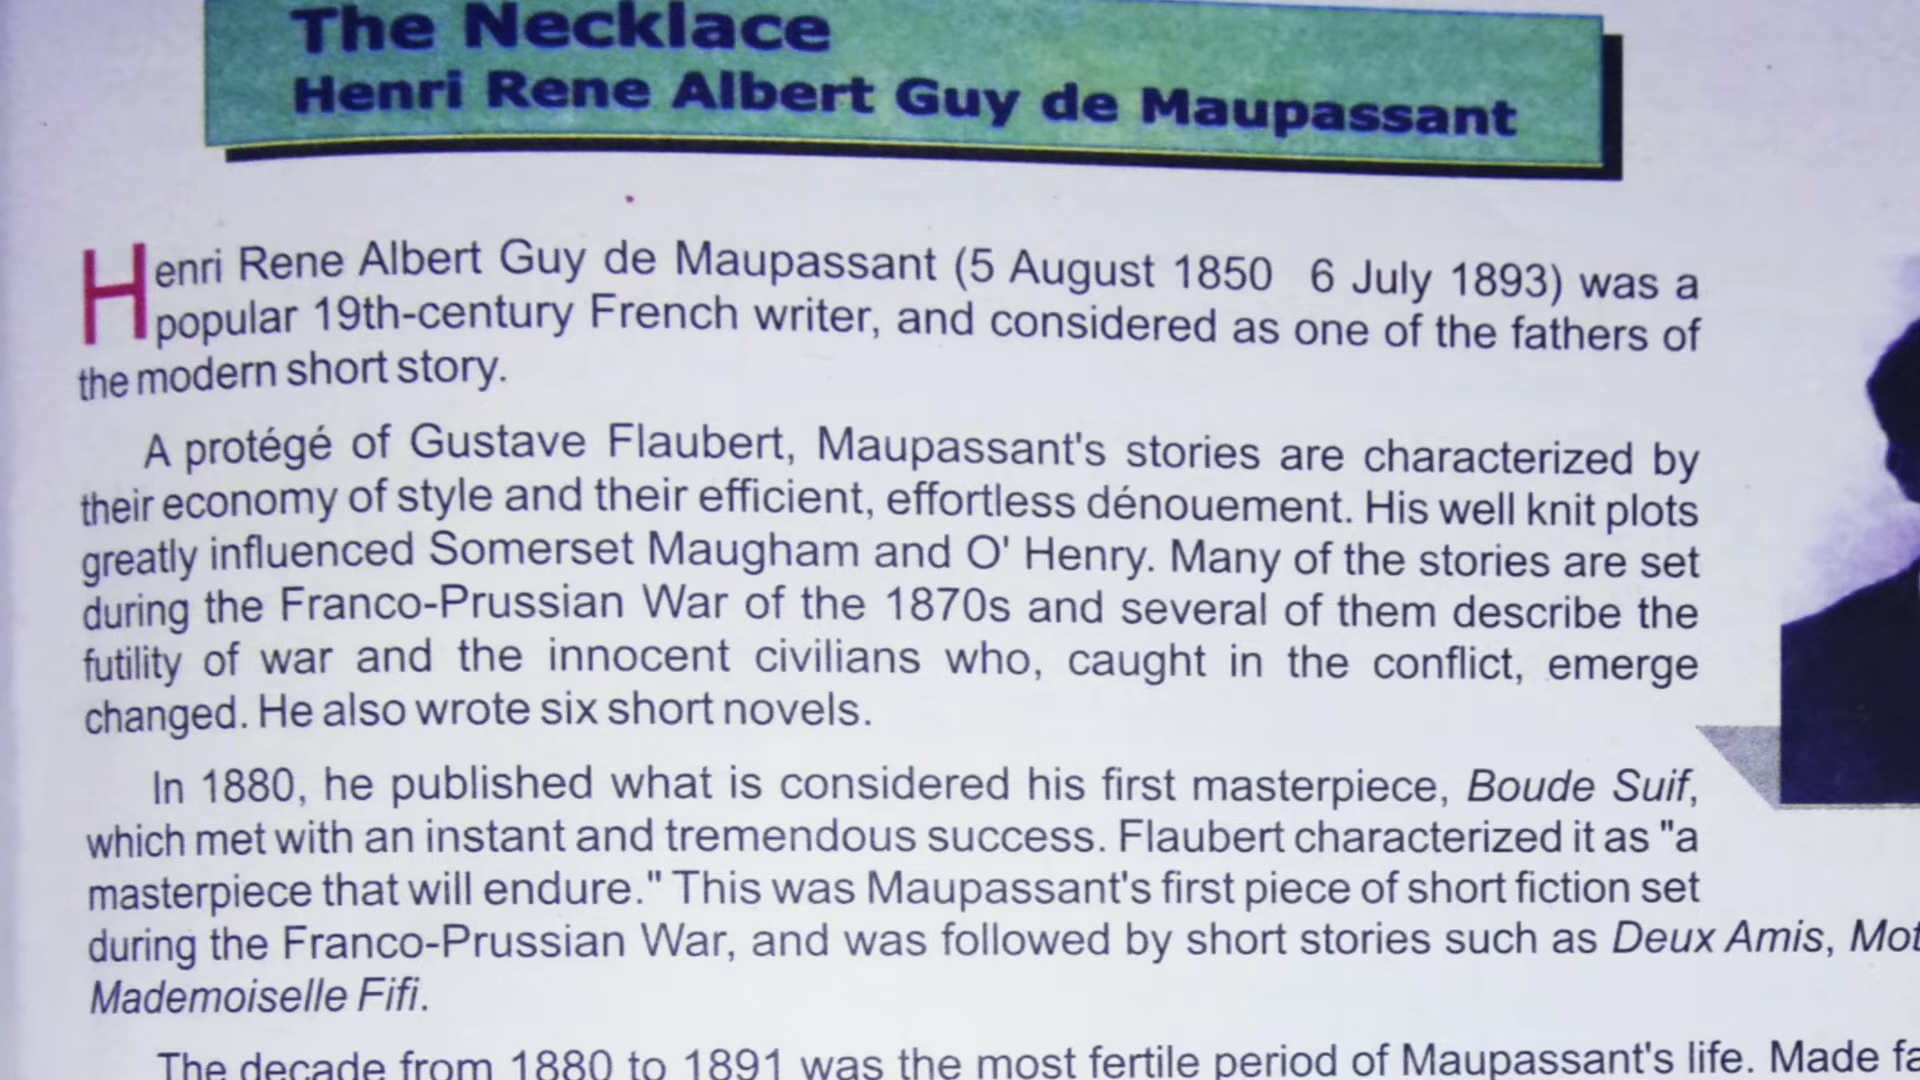 The Necklace
Henri Rene Albert Guy de Maupassant
Henri Rene Albert Guy de Maupassant (5 August 1850 6 July 1893) was a
popular 19th-century French writer, and considered as one of the fathers of
the modern short story.
A protégé of Gustave Flaubert, Maupassant's stories are characterized by
their economy of style and their efficient, effortless dénouement. His well knit plots
greatly influenced Somerset Maugham and O' Henry. Many of the stories are set
during the Franco-Prussian War of the 1870s and several of them describe the
futility of war and the innocent civilians who, caught in the conflict, emerge
changed. He also wrote six short novels.
In 1880, he published what is considered his first masterpiece, Boude Suif,
which met with an instant and tremendous success. Flaubert characterized it as "a
masterpiece that will endure." This was Maupassant's first piece of short fiction set
during the Franco-Prussian War, and was followed by short stories such as Deux Amis,
Mademoiselle Fifi.
The decade from 1880 to 1891 was the most fertile period of Maupassant's life. Made